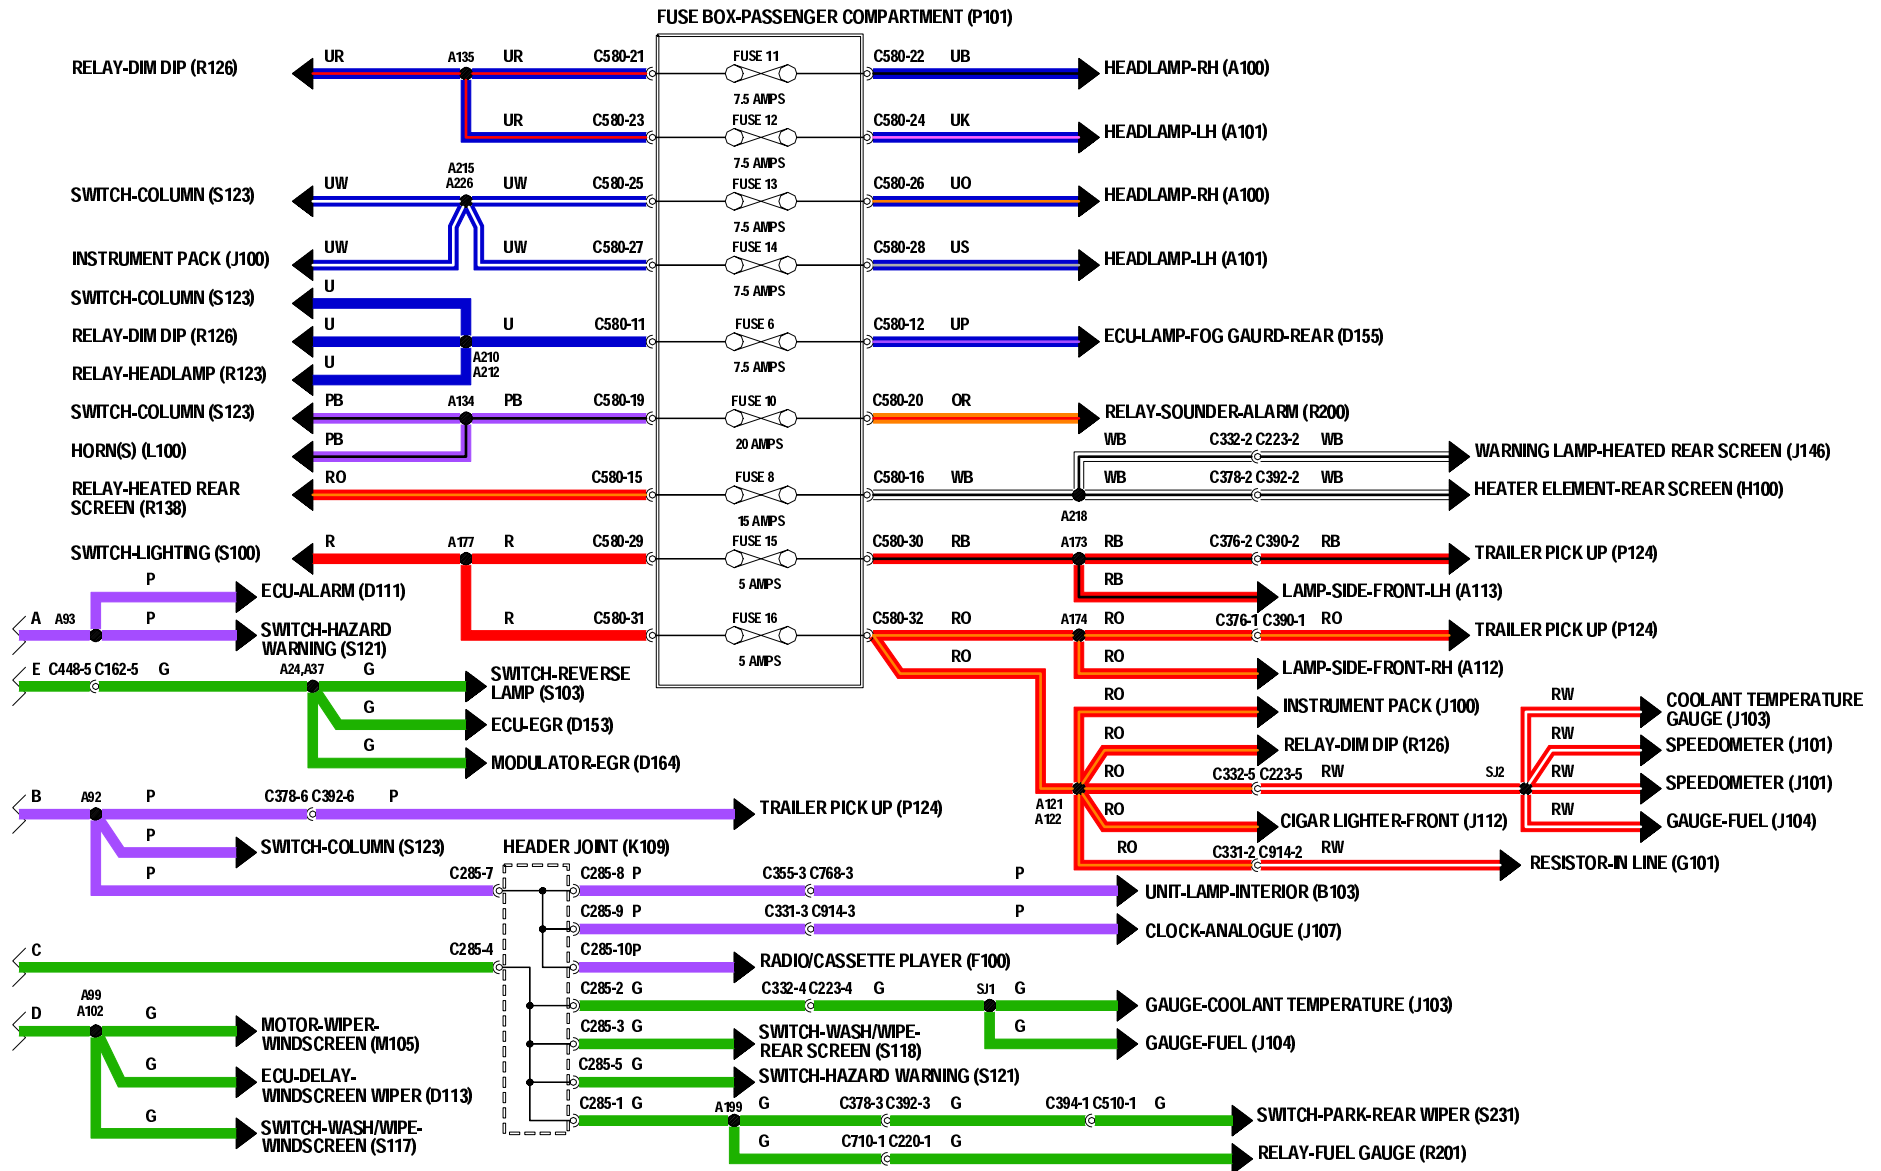 FUSE BOX-PASSENGER COMPARTMENT (P101)
RELAY-DIM DIP (R126) UR A135 UR C580-21 FUSE 11 7.5 AMPS C580-22 UB HEADLAMP-RH (A100)
UR C580-23 FUSE 12 7.5 AMPS C580-24 UK HEADLAMP-LH (A101)
SWITCH-COLUMN (S123) UW A215 A226 UW C580-25 FUSE 13 7.5 AMPS C580-26 UO HEADLAMP-RH (A100)
INSTRUMENT PACK (J100) UW UW C580-27 FUSE 14 7.5 AMPS C580-28 US HEADLAMP-LH (A101)
SWITCH-COLUMN (S123) U
RELAY-DIM DIP (R126) U U C580-11 FUSE 6 7.5 AMPS C580-12 UP ECU-LAMP-FOG GAURD-REAR (D155)
A210
A212
RELAY-HEADLAMP (R123) U
SWITCH-COLUMN (S123) PB A134 PB C580-19 FUSE 10 20 AMPS C580-20 OR RELAY-SOUNDER-ALARM (R200)
HORN(S) (L100) PB
WB C332-2 C223-2 WB WARNING LAMP-HEATED REAR SCREEN (J146)
RELAY-HEATED REAR
SCREEN (R138) RO C580-15 FUSE 8 15 AMPS C580-16 WB A218 WB C378-2 C392-2 WB HEATER ELEMENT-REAR SCREEN (H100)
SWITCH-LIGHTING (S100) R A177 R C580-29 FUSE 15 5 AMPS C580-30 RB A173 RB C376-2 C390-2 RB TRAILER PICK UP (P124)
RB LAMP-SIDE-FRONT-LH (A113)
R C580-31 FUSE 16 5 AMPS C580-32 RO A174 RO C376-1 C390-1 RO TRAILER PICK UP (P124)
RO RO LAMP-SIDE-FRONT-RH (A112)
RO INSTRUMENT PACK (J100)
RO RELAY-DIM DIP (R126)
A121
A122
RO C332-5 C223-5 RW SJ2
RW COOLANT TEMPERATURE
GAUGE (J103)
RW SPEEDOMETER (J101)
RW SPEEDOMETER (J101)
RW GAUGE-FUEL (J104)
RO CIGAR LIGHTER-FRONT (J112)
RO C331-2 C914-2 RW RESISTOR-IN LINE (G101)
P ECU-ALARM (D111)
A A93 P SWITCH-HAZARD
WARNING (S121)
E C448-5 C162-5 G A24,A37 G SWITCH-REVERSE
LAMP (S103)
G ECU-EGR (D153)
G MODULATOR-EGR (D164)
B A92 P C378-6 C392-6 P TRAILER PICK UP (P124)
P SWITCH-COLUMN (S123)
HEADER JOINT (K109)
P C285-7 C285-8 P C355-3 C768-3 P UNIT-LAMP-INTERIOR (B103)
C285-9 P C331-3 C914-3 P CLOCK-ANALOGUE (J107)
C C285-4 C285-10P RADIO/CASSETTE PLAYER (F100)
C285-2 G C332-4 C223-4 G SJ1 G GAUGE-COOLANT TEMPERATURE (J103)
G GAUGE-FUEL (J104)
C285-3 G SWITCH-WASH/WIPE-
REAR SCREEN (S118)
C285-5 G SWITCH-HAZARD WARNING (S121)
C285-1 G A199 G C378-3 C392-3 G C394-1 C510-1 G SWITCH-PARK-REAR WIPER (S231)
G C710-1 C220-1 G RELAY-FUEL GAUGE (R201)
D A99 A102 G MOTOR-WIPER-
WINDSCREEN (M105)
G ECU-DELAY-
WINDSCREEN WIPER (D113)
G SWITCH-WASH/WIPE-
WINDSCREEN (S117)